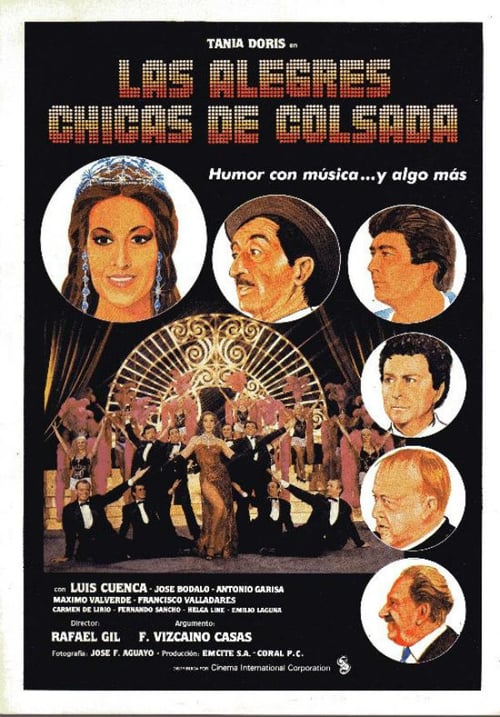 TANIA DORIS en
LAS ALEGRES
CHICAS DE COLSADA
Humor con música...y algo más
con LUIS CUENCA - JOSE BODALO - ANTONIO GARISA
MAXIMO VALVERDE - FRANCISCO VALLADARES
CARMEN DE LIRIO - FERNANDO SANCHO - HELGA LINE - EMILIO LAGUNA
Director: Argumento:
RAFAEL GIL F. VIZCAINO CASAS
Fotografía: JOSE F. AGUAYO - Producción: EMCITE S.A. - CORAL P.C.
DISTRIBUIDA POR Cinema International Corporation